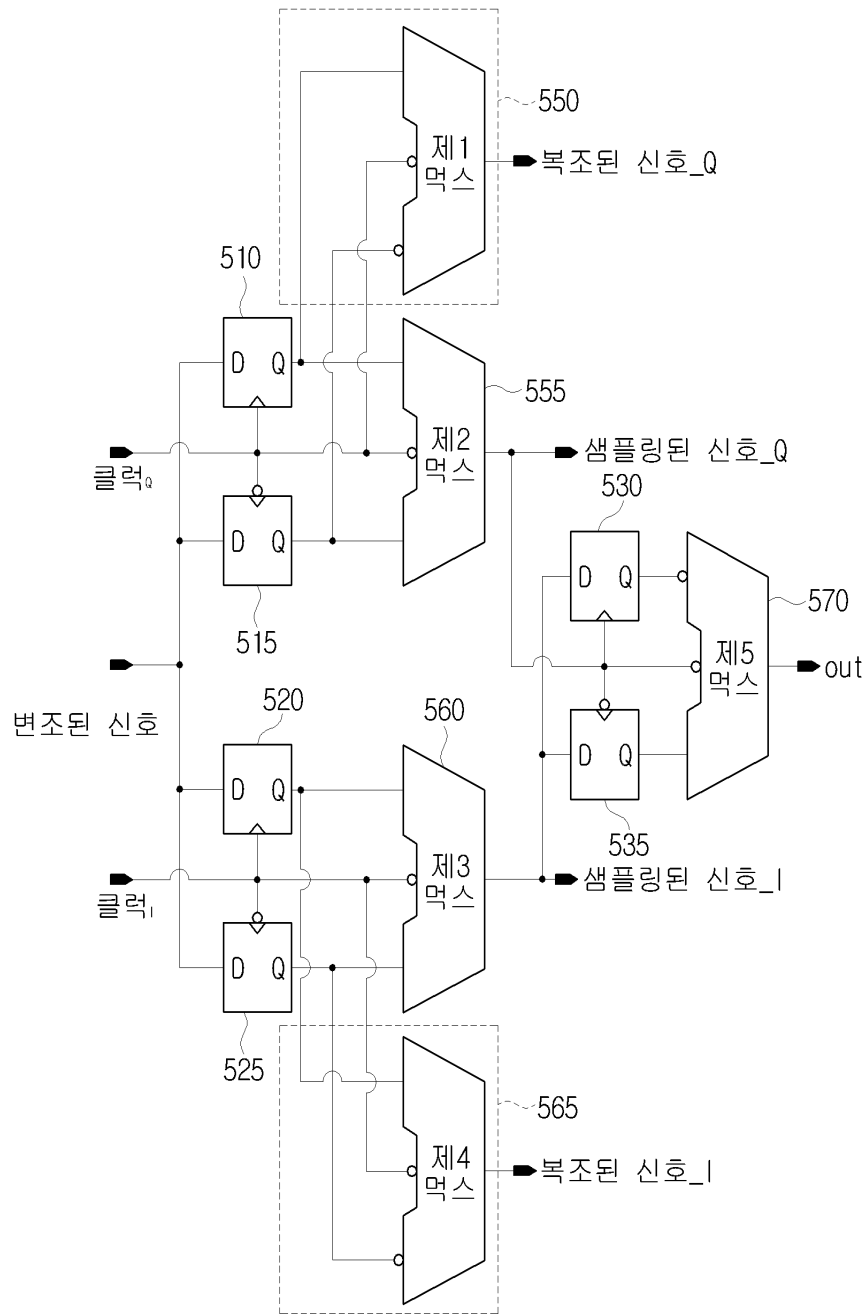 550
제1
먹스
복조된 신호_Q
510
D Q
제2
먹스
555
샘플링된 신호_Q
클럭Q
D Q
515
530
D Q
570
변조된 신호
제5
먹스
out
520
D Q
560
D Q
535
제3
먹스
샘플링된 신호_I
클럭I
D Q
525
565
제4
먹스
복조된 신호_I